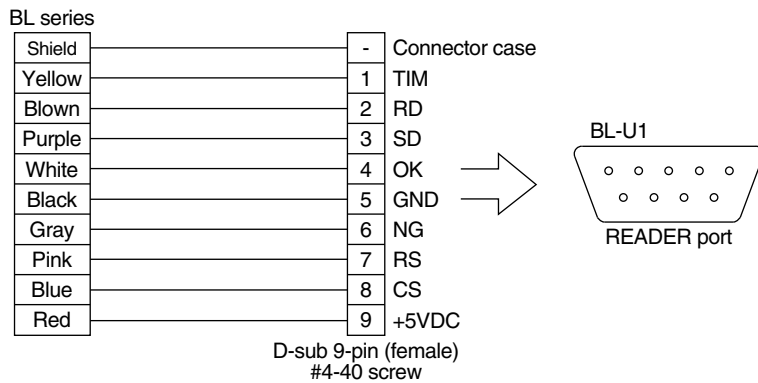 BL series
Shield - Connector case
Yellow 1 TIM
Blown 2 RD
Purple 3 SD
White 4 OK
Black 5 GND
Gray 6 NG
Pink 7 RS
Blue 8 CS
Red 9 +5VDC
D-sub 9-pin (female)
#4-40 screw
BL-U1
READER port